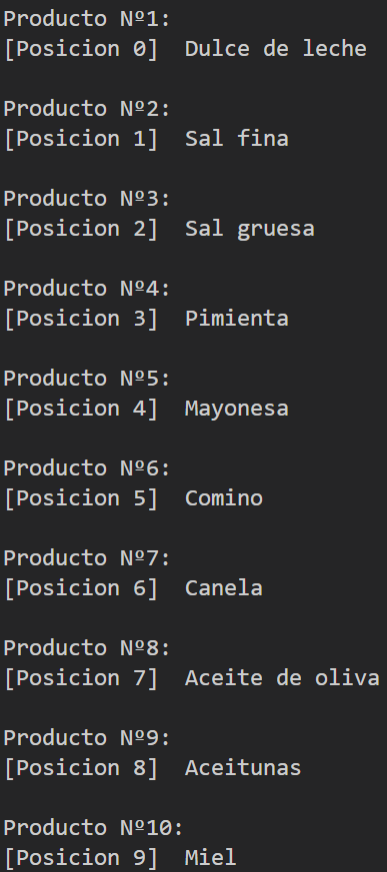 Producto Nº1:
[Posicion 0]  Dulce de leche
Producto Nº2:
[Posicion 1]  Sal fina
Producto Nº3:
[Posicion 2]  Sal gruesa
Producto Nº4:
[Posicion 3]  Pimienta
Producto Nº5:
[Posicion 4]  Mayonesa
Producto Nº6:
[Posicion 5]  Comino
Producto Nº7:
[Posicion 6]  Canela
Producto Nº8:
[Posicion 7]  Aceite de oliva
Producto Nº9:
[Posicion 8]  Aceitunas
Producto Nº10:
[Posicion 9]  Miel